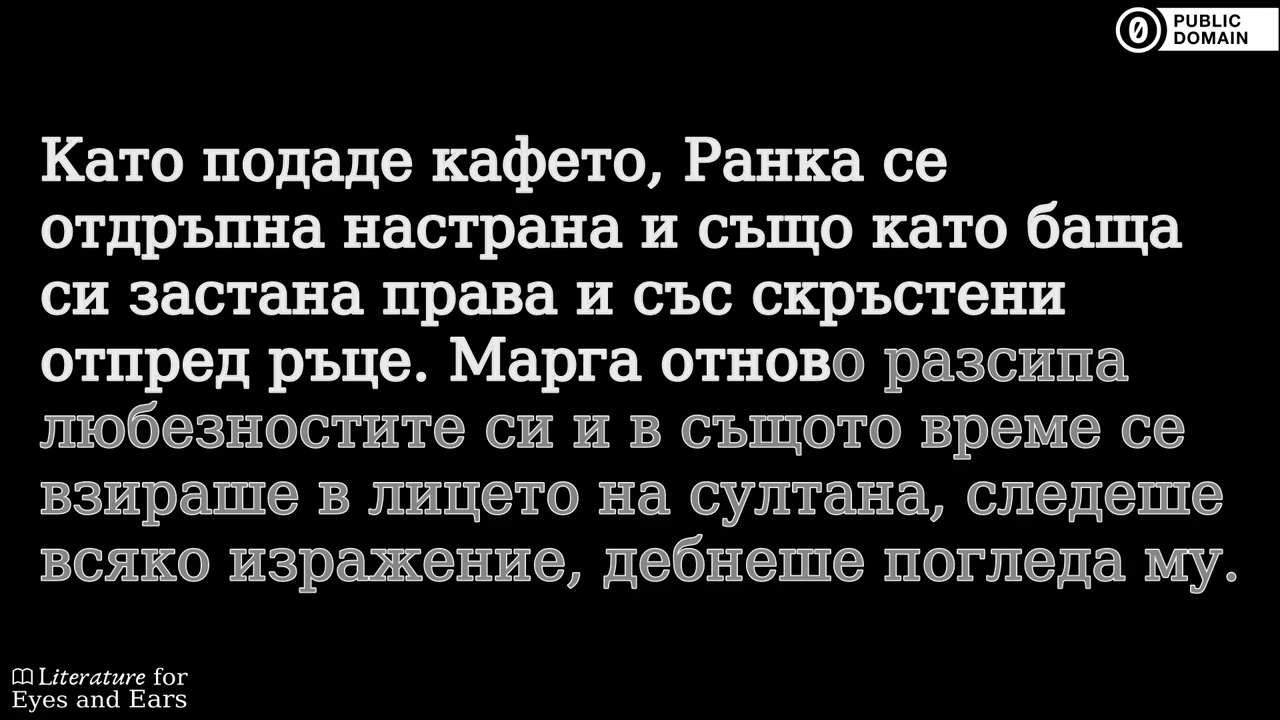 PUBLIC
DOMAIN
Като подаде кафето, Ранка се
отдръпна настрана и също като баща
си застана права и със скръстени
отпред ръце. Марга отново разсипа
любезностите си и в същото време се
взираше в лицето на султана, следеше
всяко изражение, дебнеше погледа му.
Literature for
Eyes and Ears